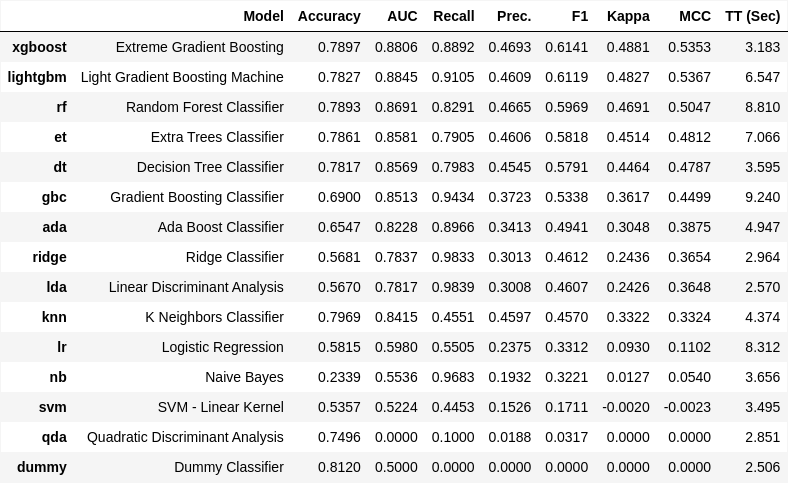 Model Accuracy AUC Recall Prec. F1 Kappa MCC TT (Sec)
xgboost Extreme Gradient Boosting 0.7897 0.8806 0.8892 0.4693 0.6141 0.4881 0.5353 3.183
lightgbm Light Gradient Boosting Machine 0.7827 0.8845 0.9105 0.4609 0.6119 0.4827 0.5367 6.547
rf Random Forest Classifier 0.7893 0.8691 0.8291 0.4665 0.5969 0.4691 0.5047 8.810
et Extra Trees Classifier 0.7861 0.8581 0.7905 0.4606 0.5818 0.4514 0.4812 7.066
dt Decision Tree Classifier 0.7817 0.8569 0.7983 0.4545 0.5791 0.4464 0.4787 3.595
gbc Gradient Boosting Classifier 0.6900 0.8513 0.9434 0.3723 0.5338 0.3617 0.4499 9.240
ada Ada Boost Classifier 0.6547 0.8228 0.8966 0.3413 0.4941 0.3048 0.3875 4.947
ridge Ridge Classifier 0.5681 0.7837 0.9833 0.3013 0.4612 0.2436 0.3654 2.964
lda Linear Discriminant Analysis 0.5670 0.7817 0.9839 0.3008 0.4607 0.2426 0.3648 2.570
knn K Neighbors Classifier 0.7969 0.8415 0.4551 0.4597 0.4570 0.3322 0.3324 4.374
lr Logistic Regression 0.5815 0.5980 0.5505 0.2375 0.3312 0.0930 0.1102 8.312
nb Naive Bayes 0.2339 0.5536 0.9683 0.1932 0.3221 0.0127 0.0540 3.656
svm SVM - Linear Kernel 0.5357 0.5224 0.4453 0.1526 0.1711 -0.0020 -0.0023 3.495
qda Quadratic Discriminant Analysis 0.7496 0.0000 0.1000 0.0188 0.0317 0.0000 0.0000 2.851
dummy Dummy Classifier 0.8120 0.5000 0.0000 0.0000 0.0000 0.0000 0.0000 2.506